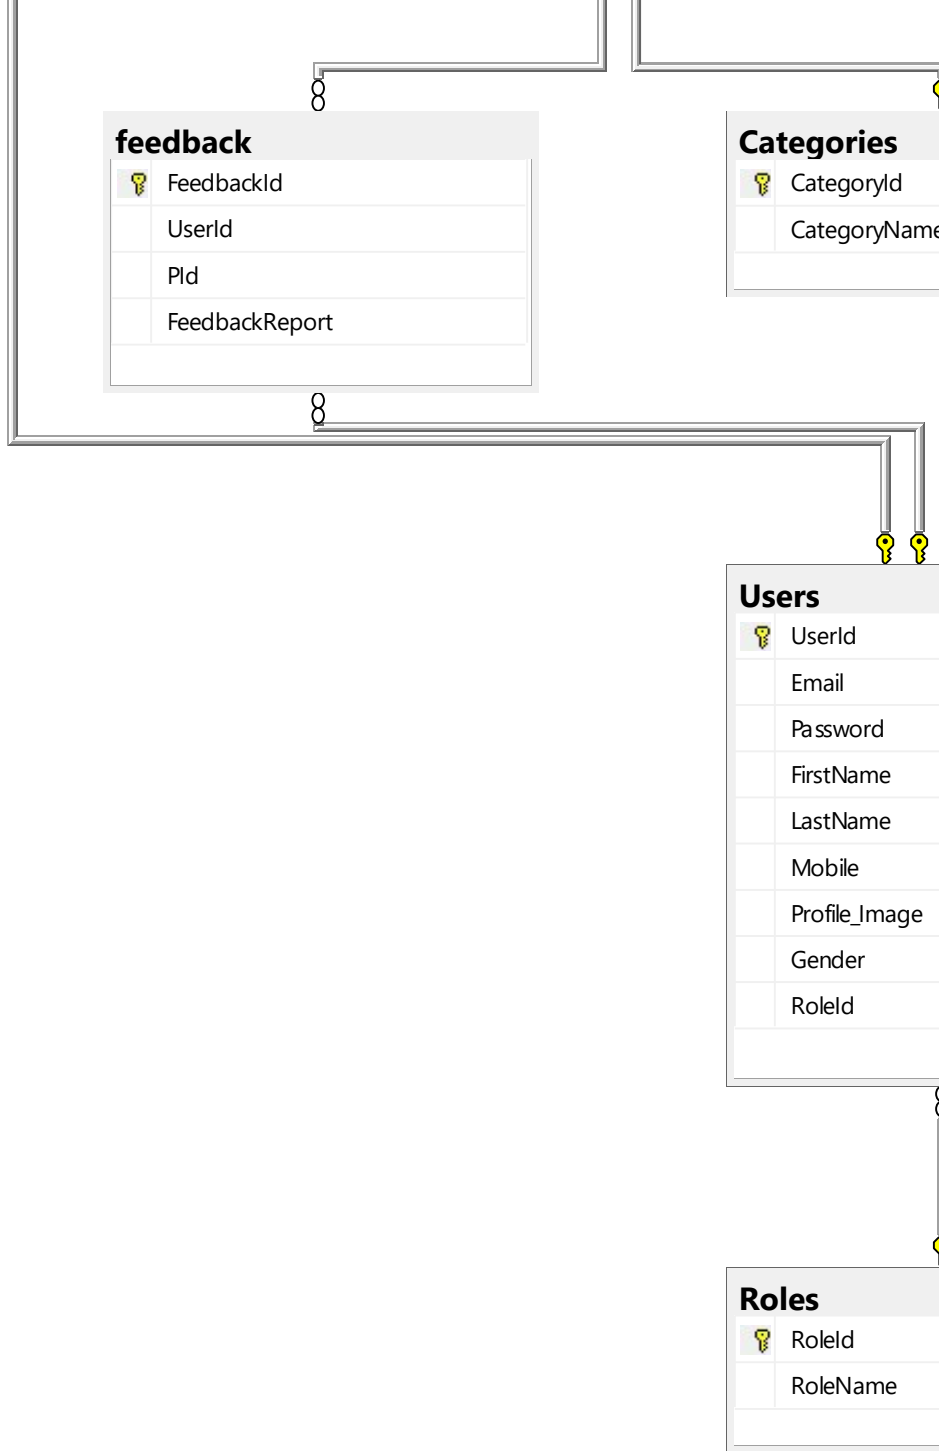 feedback
FeedbackId
UserId
PId
FeedbackReport
Categories
CategoryId
CategoryName
Users
UserId
Email
Password
FirstName
LastName
Mobile
Profile_Image
Gender
RoleId
Roles
RoleId
RoleName